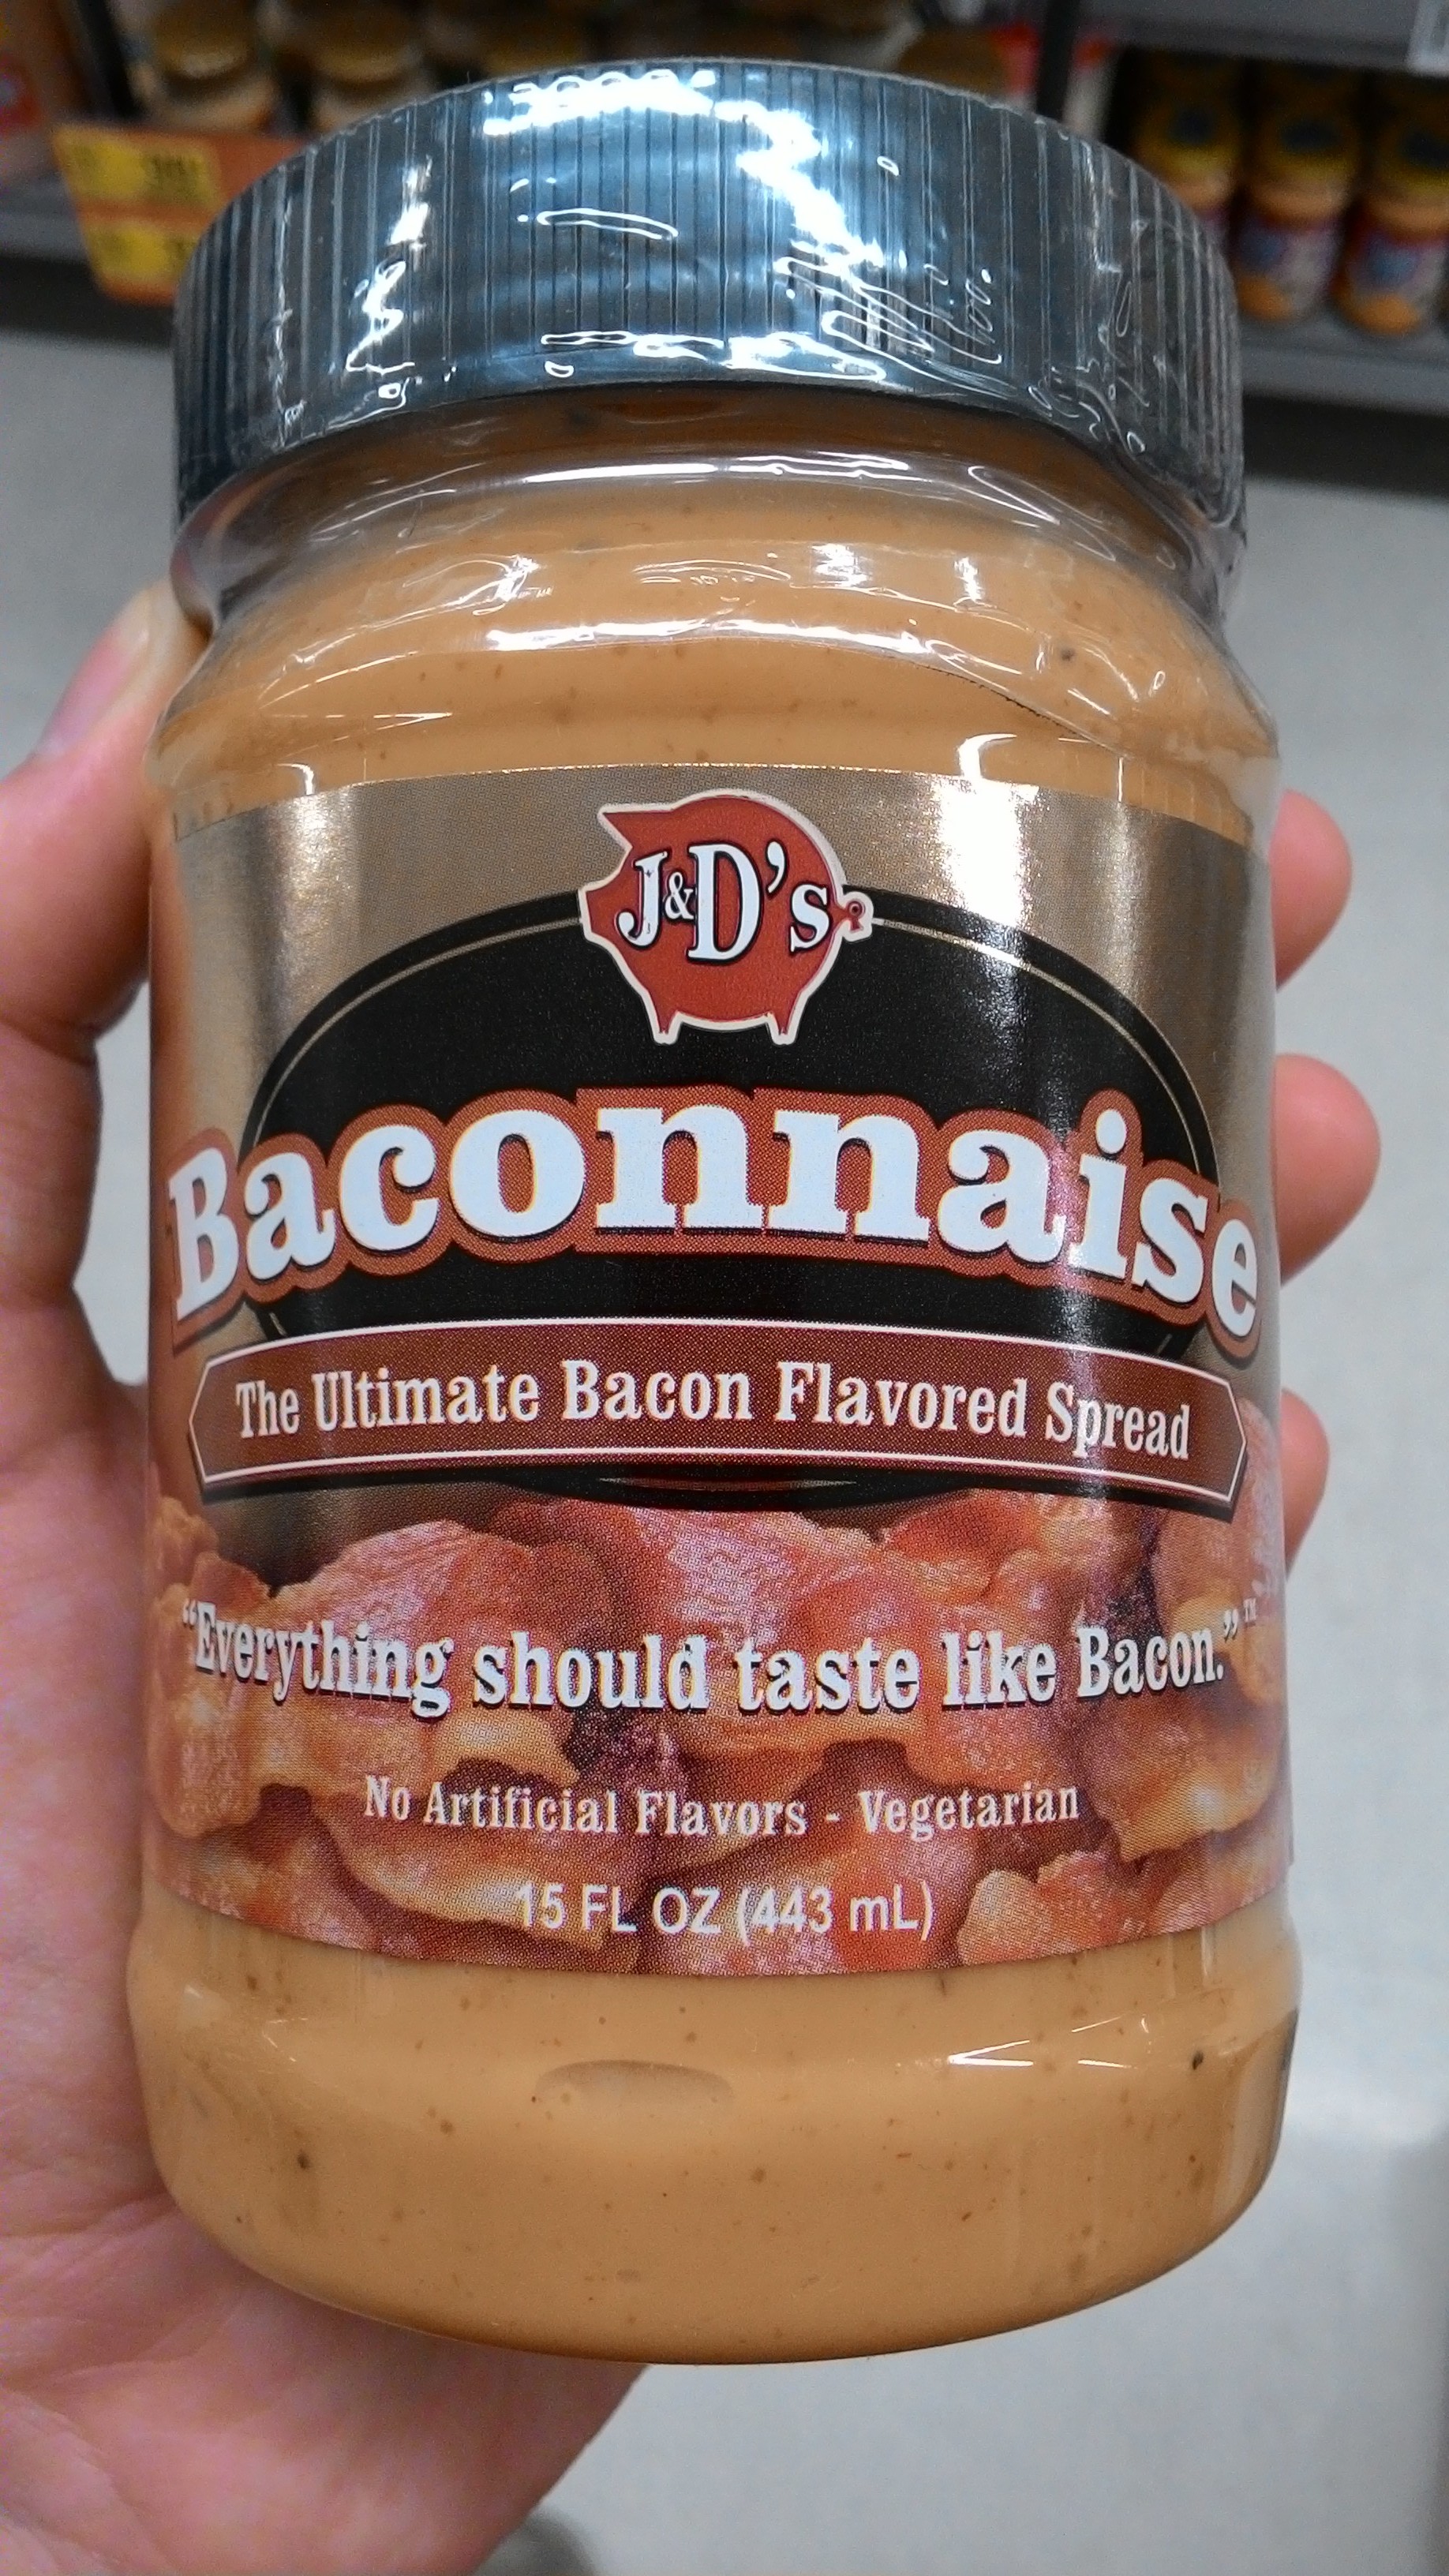 J&D's
Baconnaise
The Ultimate Bacon Flavored Spread
“Everything should taste like Bacon.”™
No Artificial Flavors - Vegetarian
15 FL OZ (443 mL)